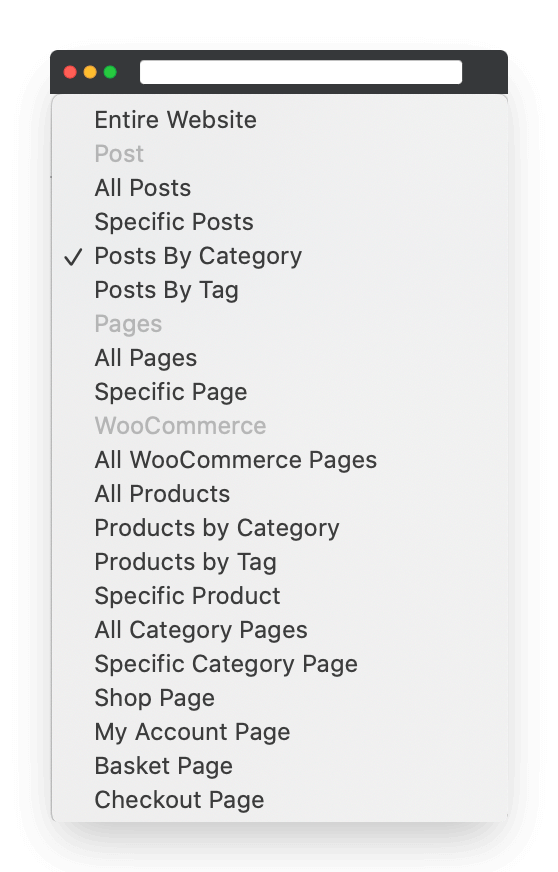 Entire Website
Post
All Posts
Specific Posts
Posts By Category
Posts By Tag
Pages
All Pages
Specific Page
WooCommerce
All WooCommerce Pages
All Products
Products by Category
Products by Tag
Specific Product
All Category Pages
Specific Category Page
Shop Page
My Account Page
Basket Page
Checkout Page